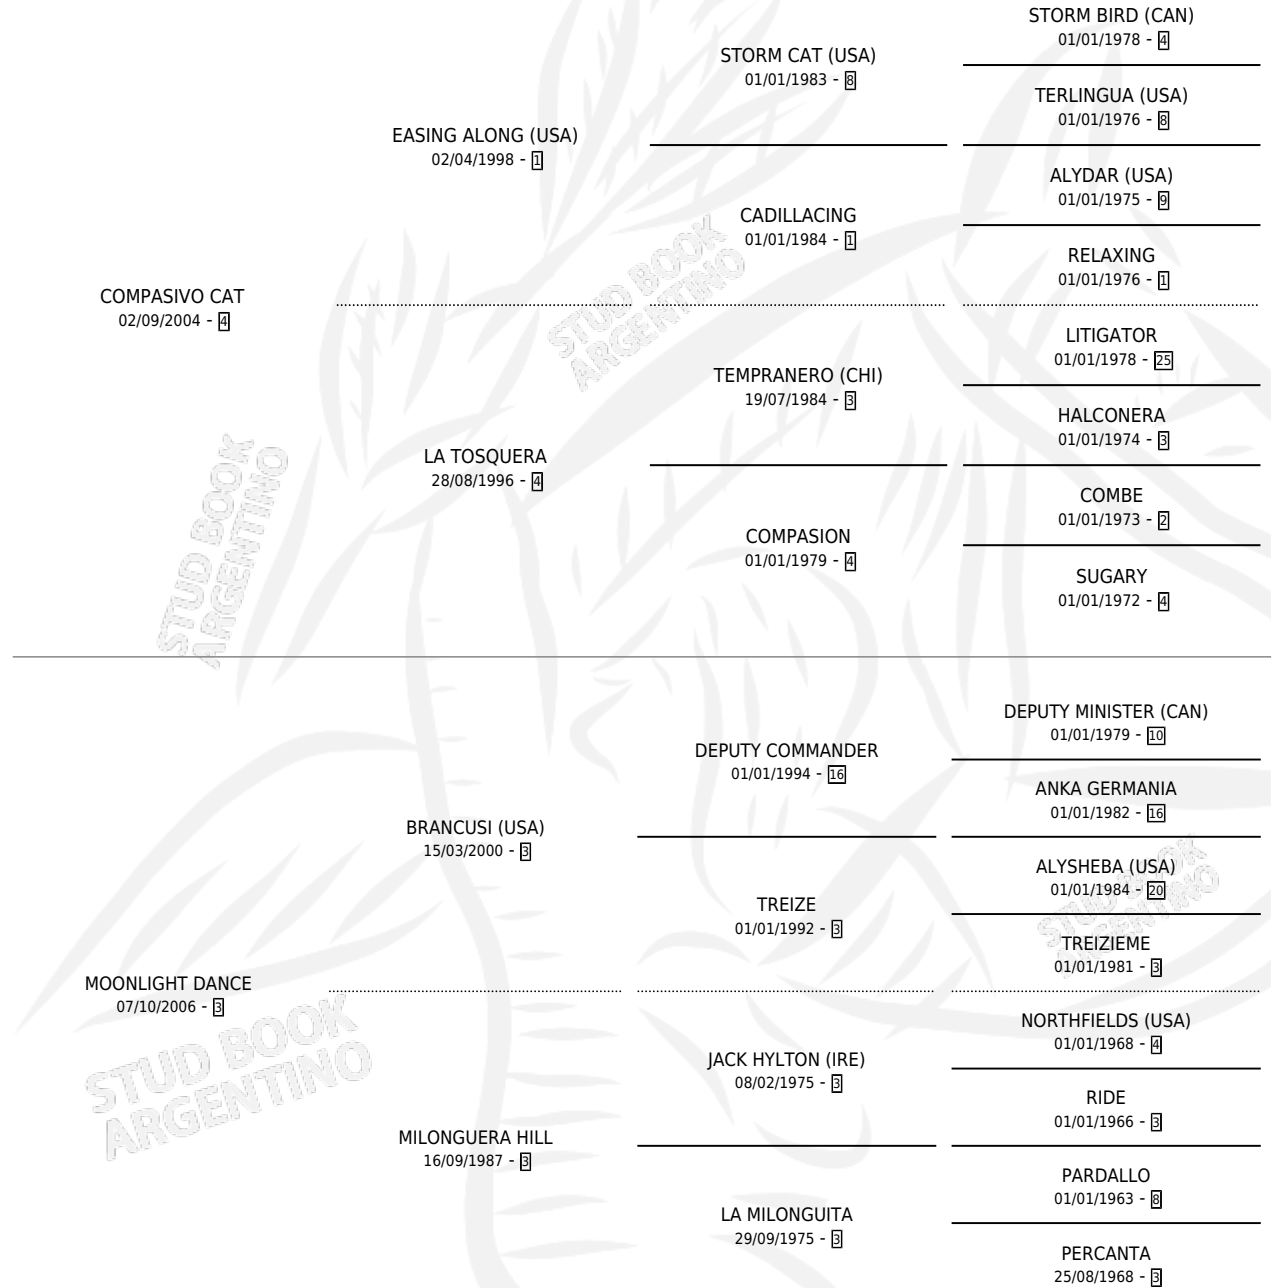 STORM BIRD (CAN)
01/01/1978 - 4
STORM CAT (USA)
01/01/1983 - 8
TERLINGUA (USA)
01/01/1976 - 8
EASING ALONG (USA)
02/04/1998 - 1
ALYDAR (USA)
01/01/1975 - 9
CADILLACING
01/01/1984 - 1
RELAXING
01/01/1976 - 1
COMPASIVO CAT
02/09/2004 - 4
LITIGATOR
01/01/1978 - 25
TEMPRANERO (CHI)
19/07/1984 - 3
HALCONERA
01/01/1974 - 3
LA TOSQUERA
28/08/1996 - 4
COMBE
01/01/1973 - 2
COMPASION
01/01/1979 - 4
SUGARY
01/01/1972 - 4
STUD BOOK
ARGENTINO
STUD BOOK
ARGENTINO
DEPUTY MINISTER (CAN)
01/01/1979 - 10
DEPUTY COMMANDER
01/01/1994 - 16
ANKA GERMANIA
01/01/1982 - 16
BRANCUSI (USA)
15/03/2000 - 3
ALYSHEBA (USA)
01/01/1984 - 20
TREIZE
01/01/1992 - 3
TREIZIEME
01/01/1981 - 3
STUD BOOK
ARGENTINO
MOONLIGHT DANCE
07/10/2006 - 3
NORTHFIELDS (USA)
01/01/1968 - 4
JACK HYLTON (IRE)
08/02/1975 - 3
RIDE
01/01/1966 - 3
MILONGUERA HILL
16/09/1987 - 3
PARDALLO
01/01/1963 - 8
LA MILONGUITA
29/09/1975 - 3
PERCANTA
25/08/1968 - 3
STUD BOOK
ARGENTINO